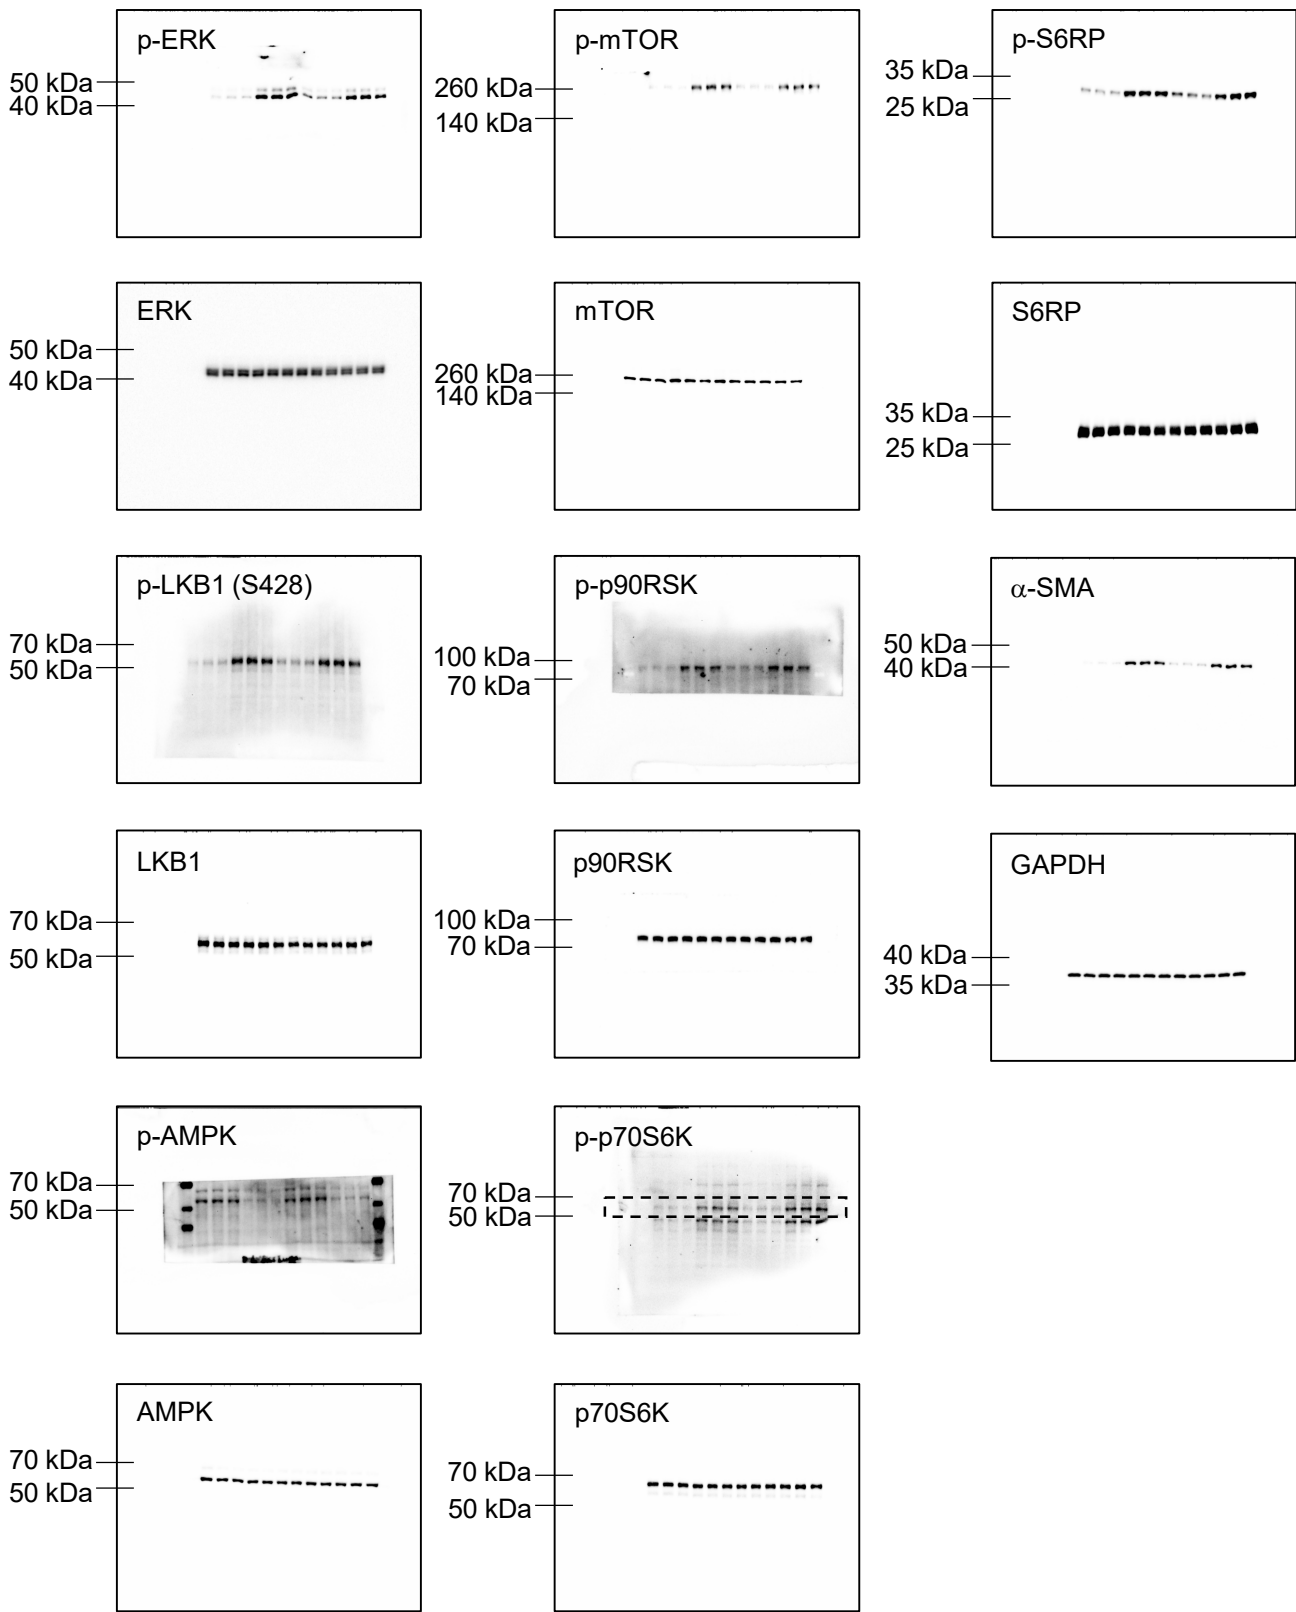 p-ERK
50 kDa
40 kDa
p-mTOR
260 kDa
140 kDa
p-S6RP
35 kDa
25 kDa
ERK
50 kDa
40 kDa
mTOR
260 kDa
140 kDa
S6RP
35 kDa
25 kDa
p-LKB1 (S428)
70 kDa
50 kDa
p-p90RSK
100 kDa
70 kDa
α-SMA
50 kDa
40 kDa
LKB1
70 kDa
50 kDa
p90RSK
100 kDa
70 kDa
GAPDH
40 kDa
35 kDa
p-AMPK
70 kDa
50 kDa
p-p70S6K
70 kDa
50 kDa
AMPK
70 kDa
50 kDa
p70S6K
70 kDa
50 kDa